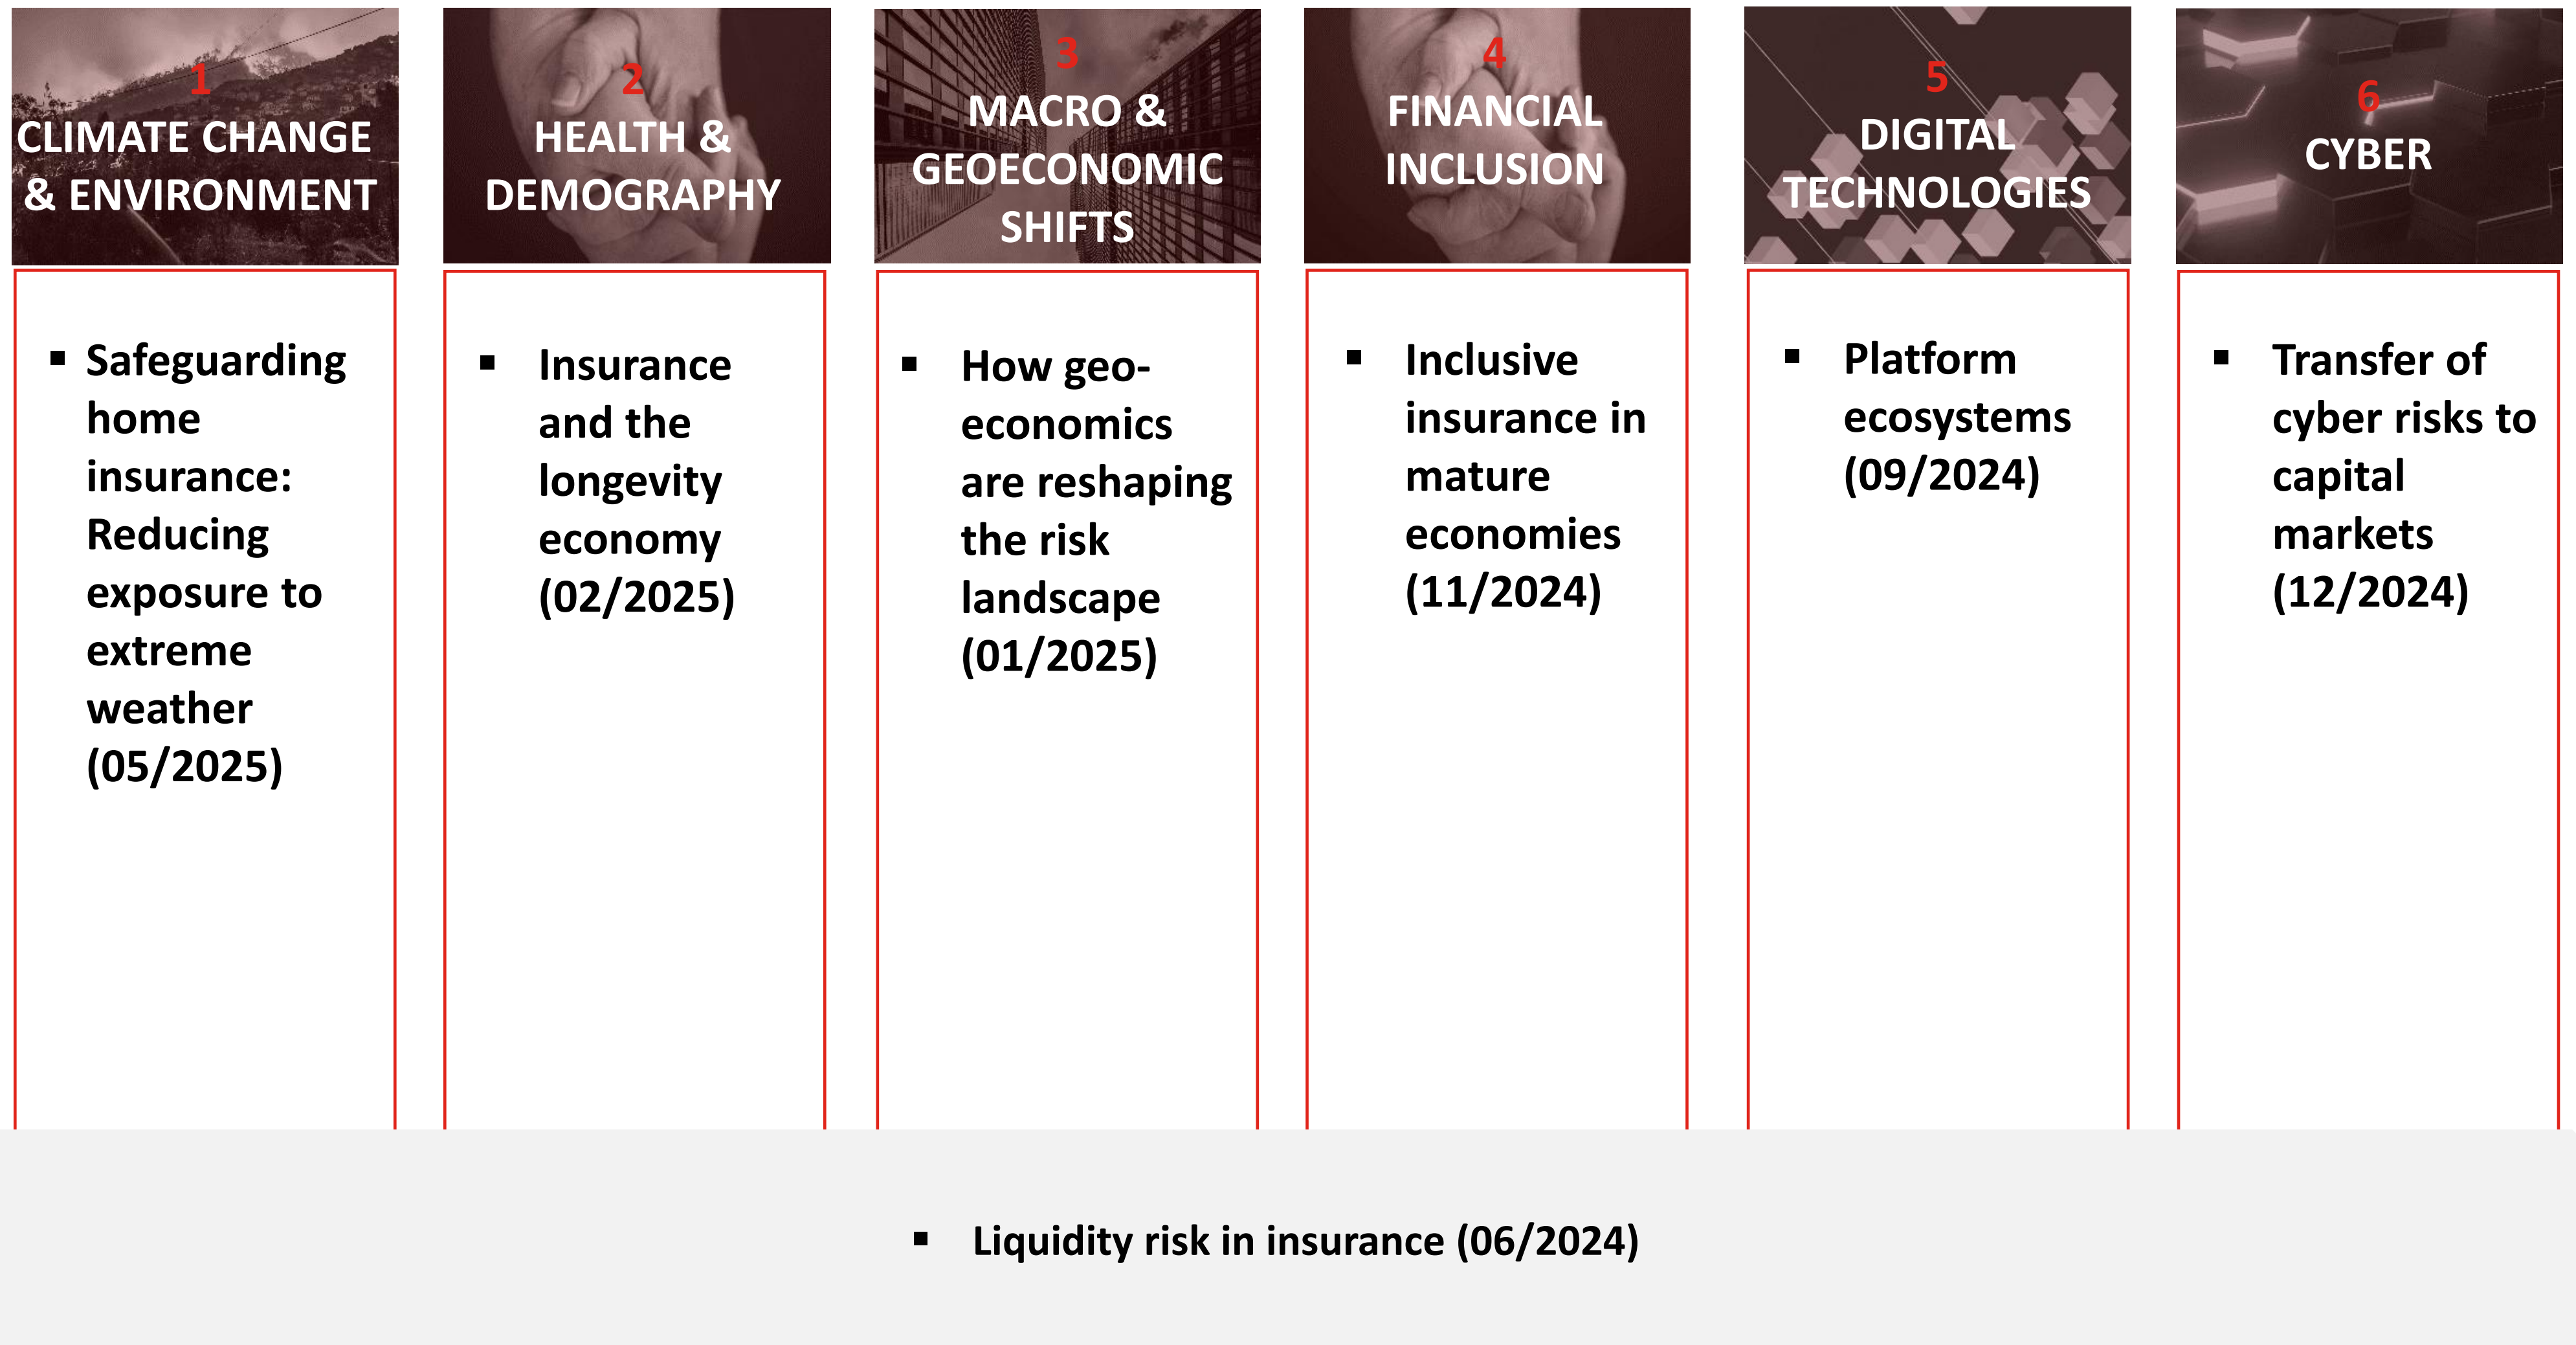 1
CLIMATE CHANGE
& ENVIRONMENT
▪ Safeguarding
home
insurance:
Reducing
exposure to
extreme
weather
(05/2025)
2
HEALTH &
DEMOGRAPHY
▪ Insurance
and the
longevity
economy
(02/2025)
3
MACRO &
GEOECONOMIC
SHIFTS
▪ How geo-
economics
are reshaping
the risk
landscape
(01/2025)
4
FINANCIAL
INCLUSION
▪ Inclusive
insurance in
mature
economies
(11/2024)
5
DIGITAL
TECHNOLOGIES
▪ Platform
ecosystems
(09/2024)
6
CYBER
▪ Transfer of
cyber risks to
capital
markets
(12/2024)
▪ Liquidity risk in insurance (06/2024)